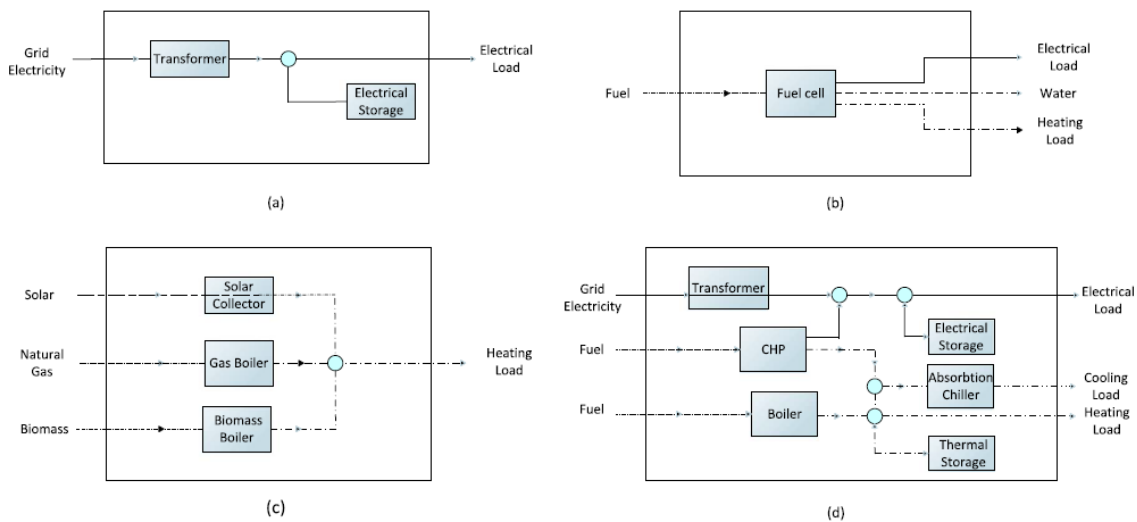 Grid
Electricity
Transformer
Electrical
Storage
Electrical
Load
(a)
Fuel
Fuel cell
Electrical
Load
Water
Heating
Load
(b)
Solar
Natural
Gas
Biomass
Solar
Collector
Gas Boiler
Biomass
Boiler
Heating
Load
(c)
Grid
Electricity
Fuel
Fuel
Transformer
CHP
Boiler
Electrical
Storage
Absorbtion
Chiller
Thermal
Storage
Electrical
Load
Cooling
Load
Heating
Load
(d)